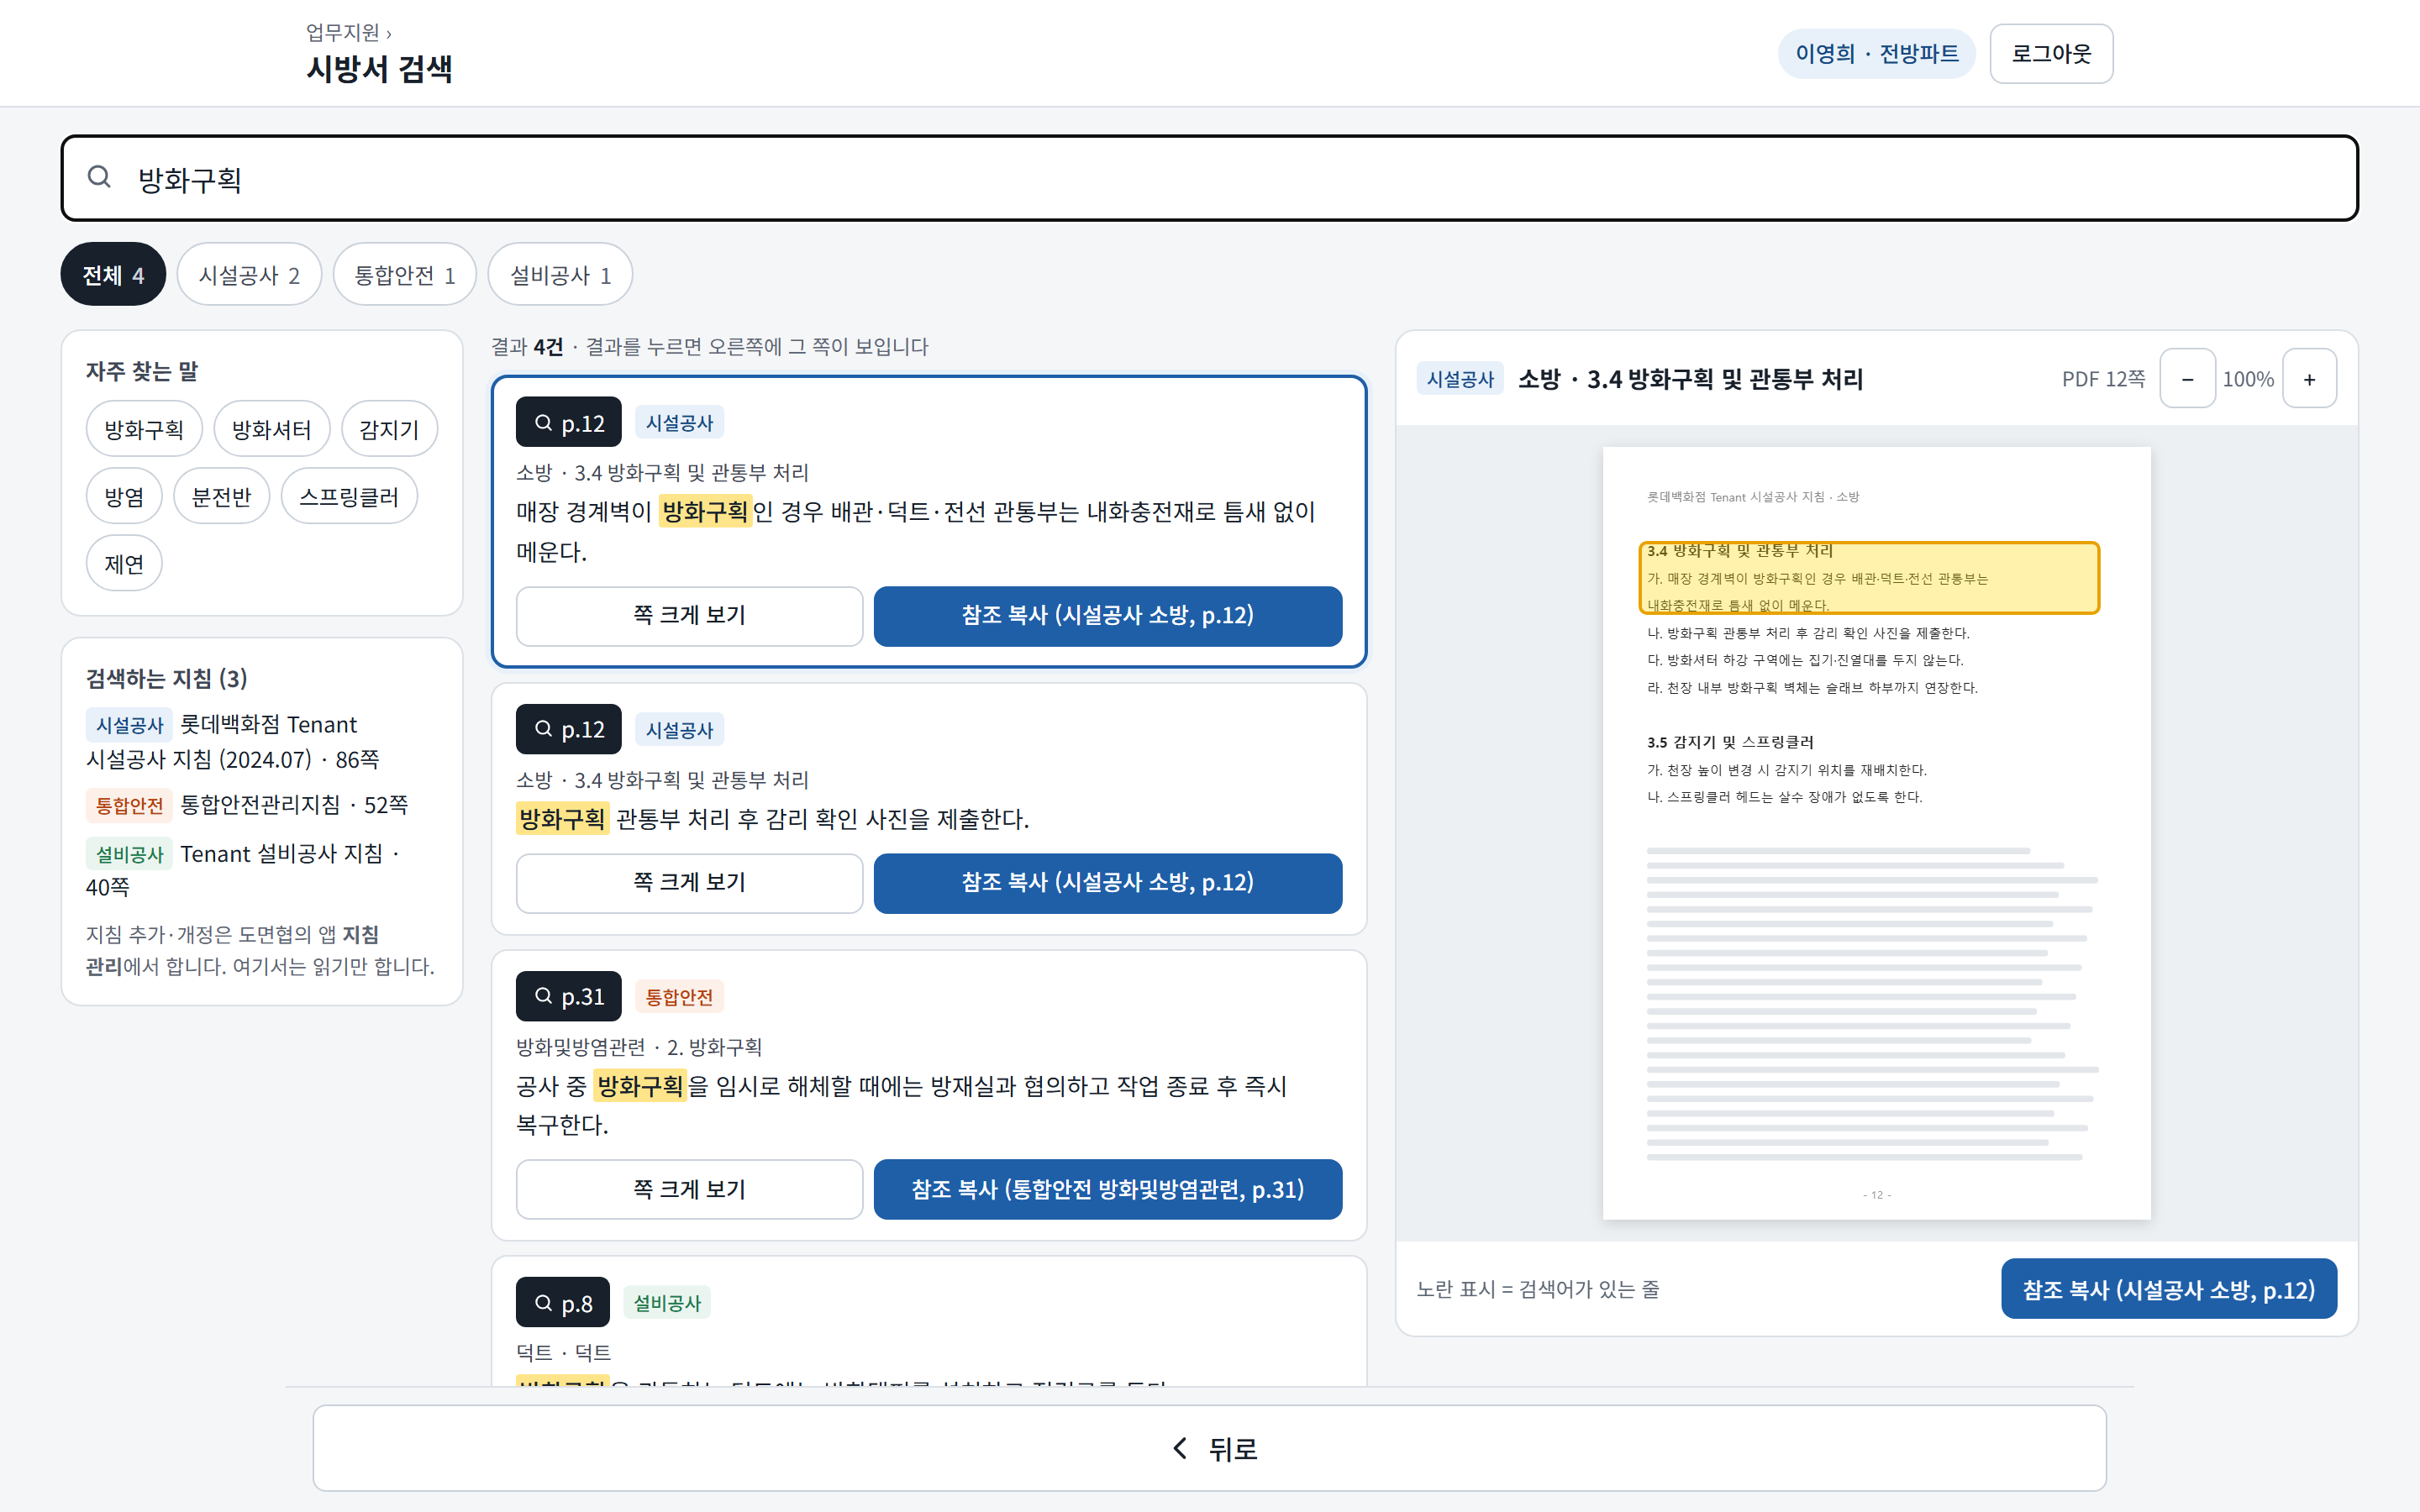 업무지원 ›
시방서 검색
이영희 · 전방파트
로그아웃
방화구획
전체 4
시설공사 2
통합안전 1
설비공사 1
자주 찾는 말
방화구획
방화셔터
감지기
방염
분전반
스프링클러
제연
검색하는 지침 (3)
시설공사 롯데백화점 Tenant
시설공사 지침 (2024.07) · 86쪽
통합안전 통합안전관리지침 · 52쪽
설비공사 Tenant 설비공사 지침 ·
40쪽
지침 추가·개정은 도면협의 앱 지침
관리에서 합니다. 여기서는 읽기만 합니다.
결과 4건 · 결과를 누르면 오른쪽에 그 쪽이 보입니다
p.12 시설공사
소방 · 3.4 방화구획 및 관통부 처리
매장 경계벽이 방화구획인 경우 배관·덕트·전선 관통부는 내화충전재로 틈새 없이
메운다.
쪽 크게 보기
참조 복사 (시설공사 소방, p.12)
p.12 시설공사
소방 · 3.4 방화구획 및 관통부 처리
방화구획 관통부 처리 후 감리 확인 사진을 제출한다.
쪽 크게 보기
참조 복사 (시설공사 소방, p.12)
p.31 통합안전
방화및방염관련 · 2. 방화구획
공사 중 방화구획을 임시로 해체할 때에는 방재실과 협의하고 작업 종료 후 즉시
복구한다.
쪽 크게 보기
참조 복사 (통합안전 방화및방염관련, p.31)
p.8 설비공사
덕트 · 덕트
시설공사 소방 · 3.4 방화구획 및 관통부 처리
PDF 12쪽
−
100%
+
롯데백화점 Tenant 시설공사 지침 · 소방
3.4 방화구획 및 관통부 처리
가. 매장 경계벽이 방화구획인 경우 배관·덕트·전선 관통부는
내화충전재로 틈새 없이 메운다.
나. 방화구획 관통부 처리 후 감리 확인 사진을 제출한다.
다. 방화셔터 하강 구역에는 집기·진열대를 두지 않는다.
라. 천장 내부 방화구획 벽체는 슬래브 하부까지 연장한다.
3.5 감지기 및 스프링클러
가. 천장 높이 변경 시 감지기 위치를 재배치한다.
나. 스프링클러 헤드는 살수 장애가 없도록 한다.
- 12 -
노란 표시 = 검색어가 있는 줄
참조 복사 (시설공사 소방, p.12)
뒤로